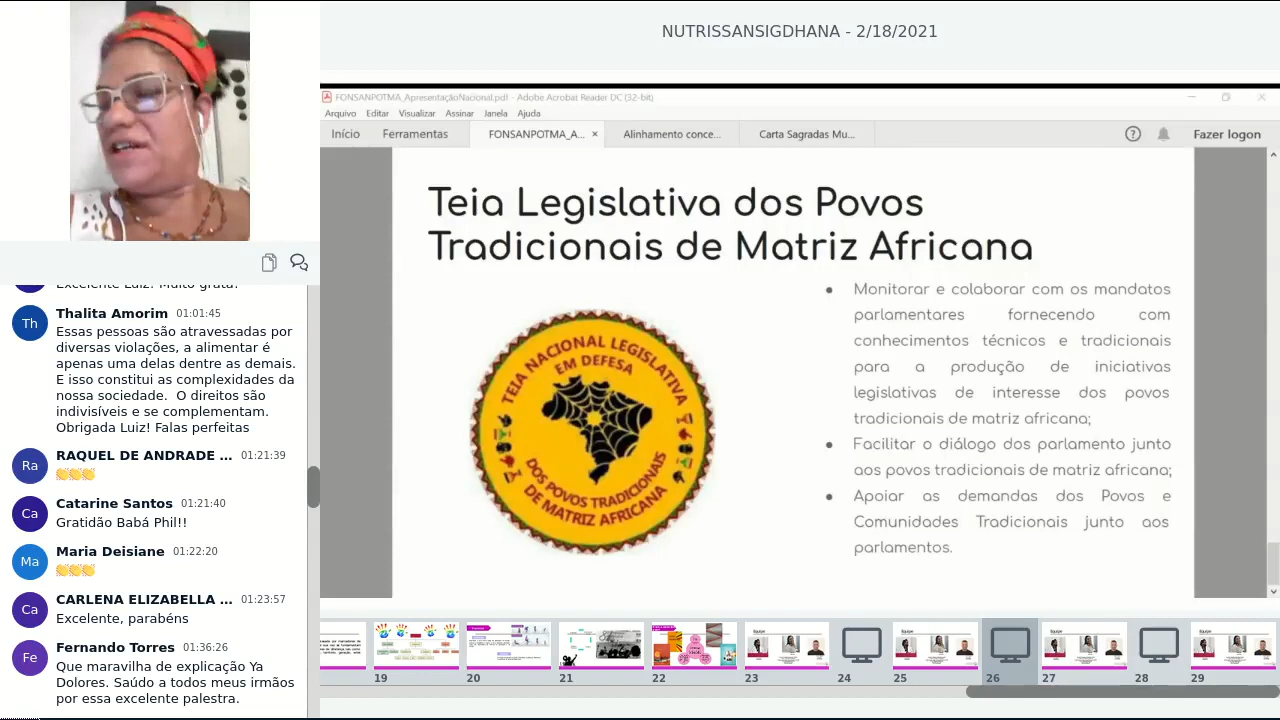 NUTRISSANSIGDHANA - 2/18/2021
FONSANPOTMA_ApresentaçãoNacional.pdf - Adobe Acrobat Reader DC (32-bit)
Arquivo Editar Visualizar Assinar Janela Ajuda
Início Ferramentas FONSANPOTMA_A... × Alinhamento conce... Carta Sagradas Mu... Fazer logon
Teia Legislativa dos Povos
Tradicionais de Matriz Africana
TEIA NACIONAL LEGISLATIVA
EM DEFESA
DOS POVOS TRADICIONAIS
DE MATRIZ AFRICANA
• Monitorar e colaborar com os mandatos
parlamentares fornecendo com
conhecimentos técnicos e tradicionais
para a produção de iniciativas
legislativas de interesse dos povos
tradicionais de matriz africana;
• Facilitar o diálogo dos parlamento junto
aos povos tradicionais de matriz africana;
• Apoiar as demandas dos Povos e
Comunidades Tradicionais junto aos
parlamentos.
Excelente Luiz! Muito grata!
Th
Thalita Amorim 01:01:45
Essas pessoas são atravessadas por
diversas violações, a alimentar é
apenas uma delas dentre as demais.
E isso constitui as complexidades da
nossa sociedade. O direitos são
indivisíveis e se complementam.
Obrigada Luiz! Falas perfeitas
Ra
RAQUEL DE ANDRADE ... 01:21:39
👏👏👏
Ca
Catarine Santos 01:21:40
Gratidão Babá Phil!!
Ma
Maria Deisiane 01:22:20
👏👏👏
Ca
CARLENA ELIZABELLA ... 01:23:57
Excelente, parabéns
Fe
Fernando Torres 01:36:26
Que maravilha de explicação Ya
Dolores. Saúdo a todos meus irmãos
por essa excelente palestra.
19 20 21 22 23 24 25 26 27 28 29